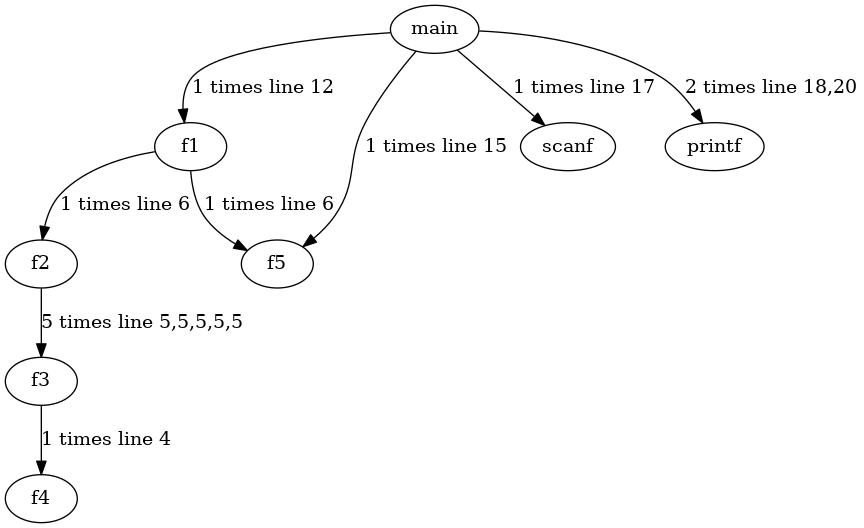 main
1 times line 12
1 times line 17
2 times line 18,20
f1
1 times line 15
scanf
printf
1 times line 6
1 times line 6
f2
f5
5 times line 5,5,5,5,5
f3
1 times line 4
f4